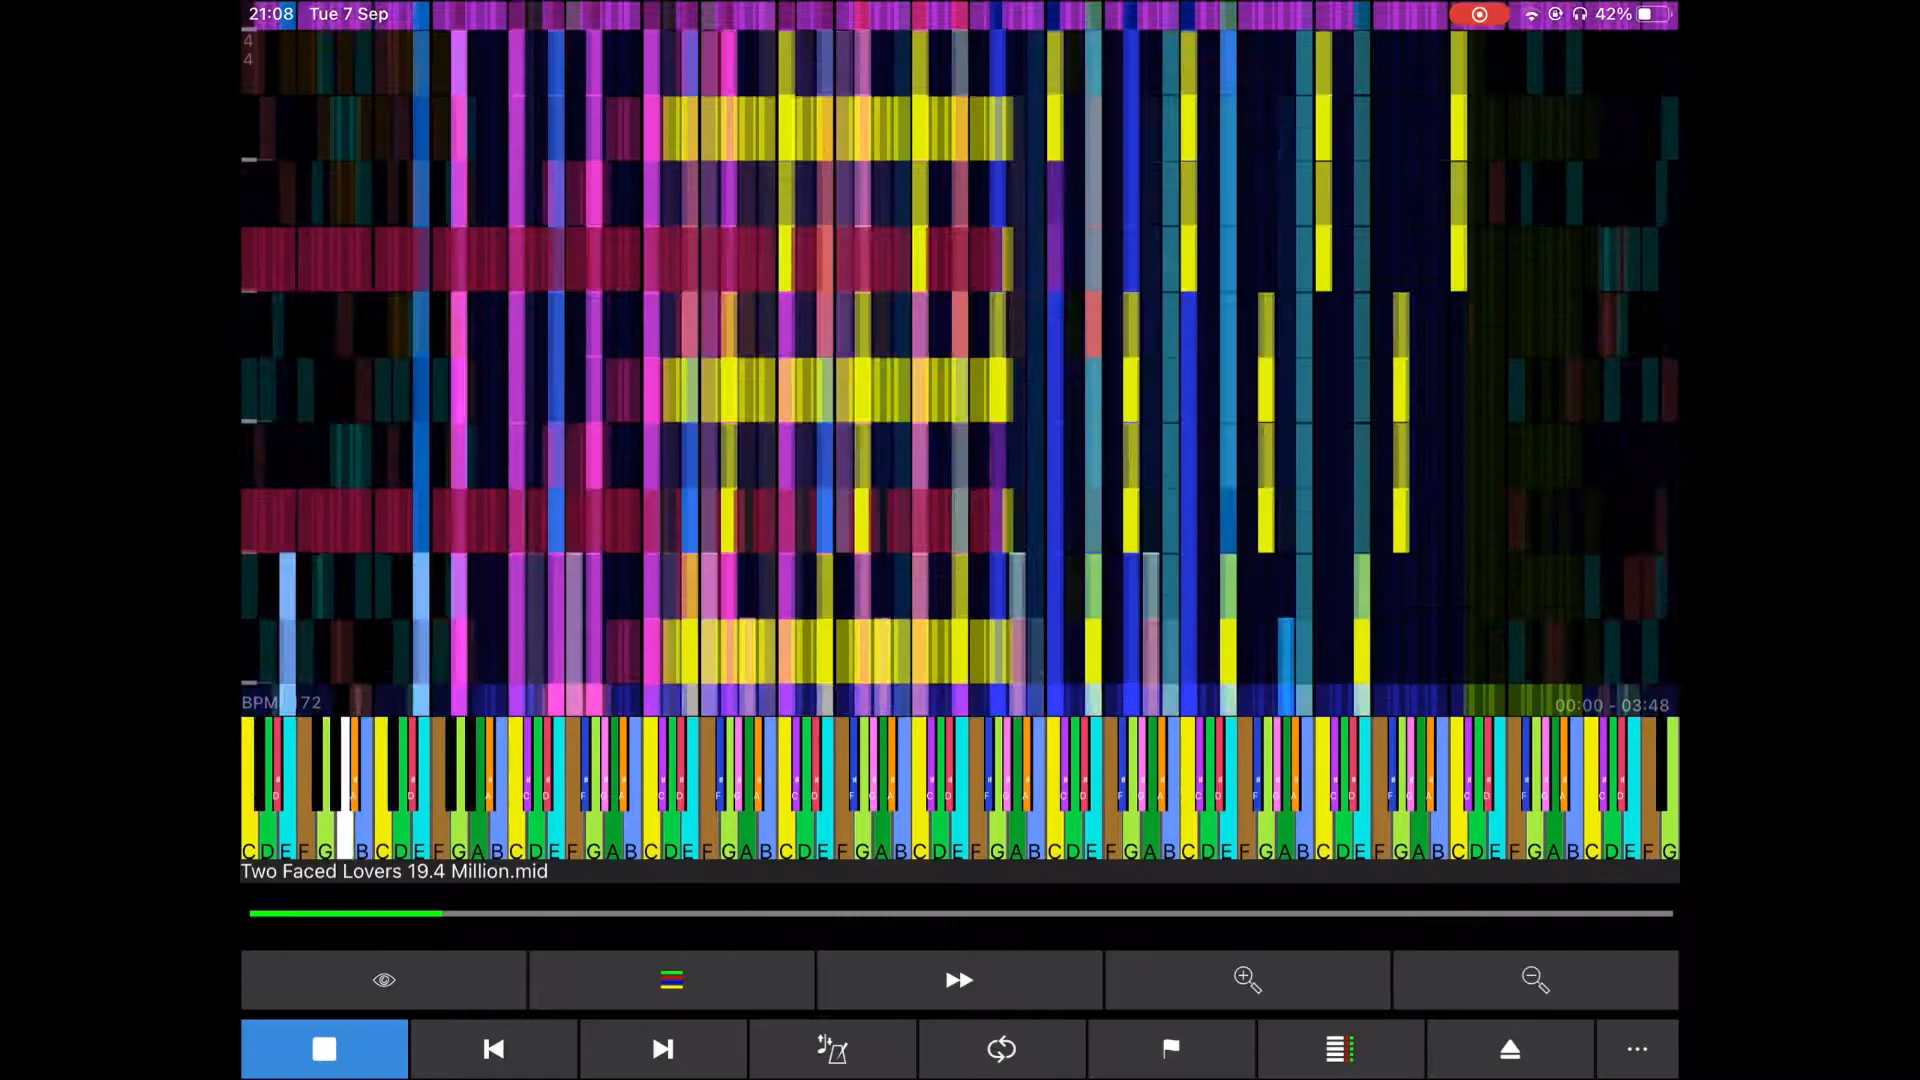 21:08 Tue 7 Sep 42%
4
4
BPM 172 00:00 - 03:48
C D E F G B C D E F G A B C D E F G A B C D E F G A B C D E F G A B C D E F G A B C D E F G A B C D E F G A B C D E F G A B C D E F G A B C D E F G
Two Faced Lovers 19.4 Million.mid